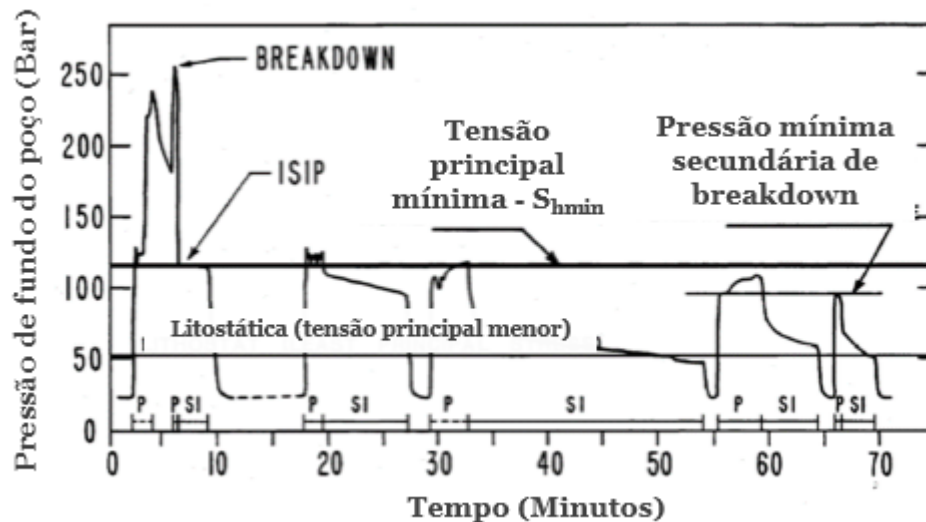 Pressão de fundo do poço (Bar)
250
200
150
100
50
0
BREAKDOWN
ISIP
Tensão
principal
mínima - Shmin
Pressão mínima
secundária de
breakdown
Litostática (tensão principal menor)
P P SI P SI P SI P SI P SI
0 10 20 30 40 50 60 70
Tempo (Minutos)